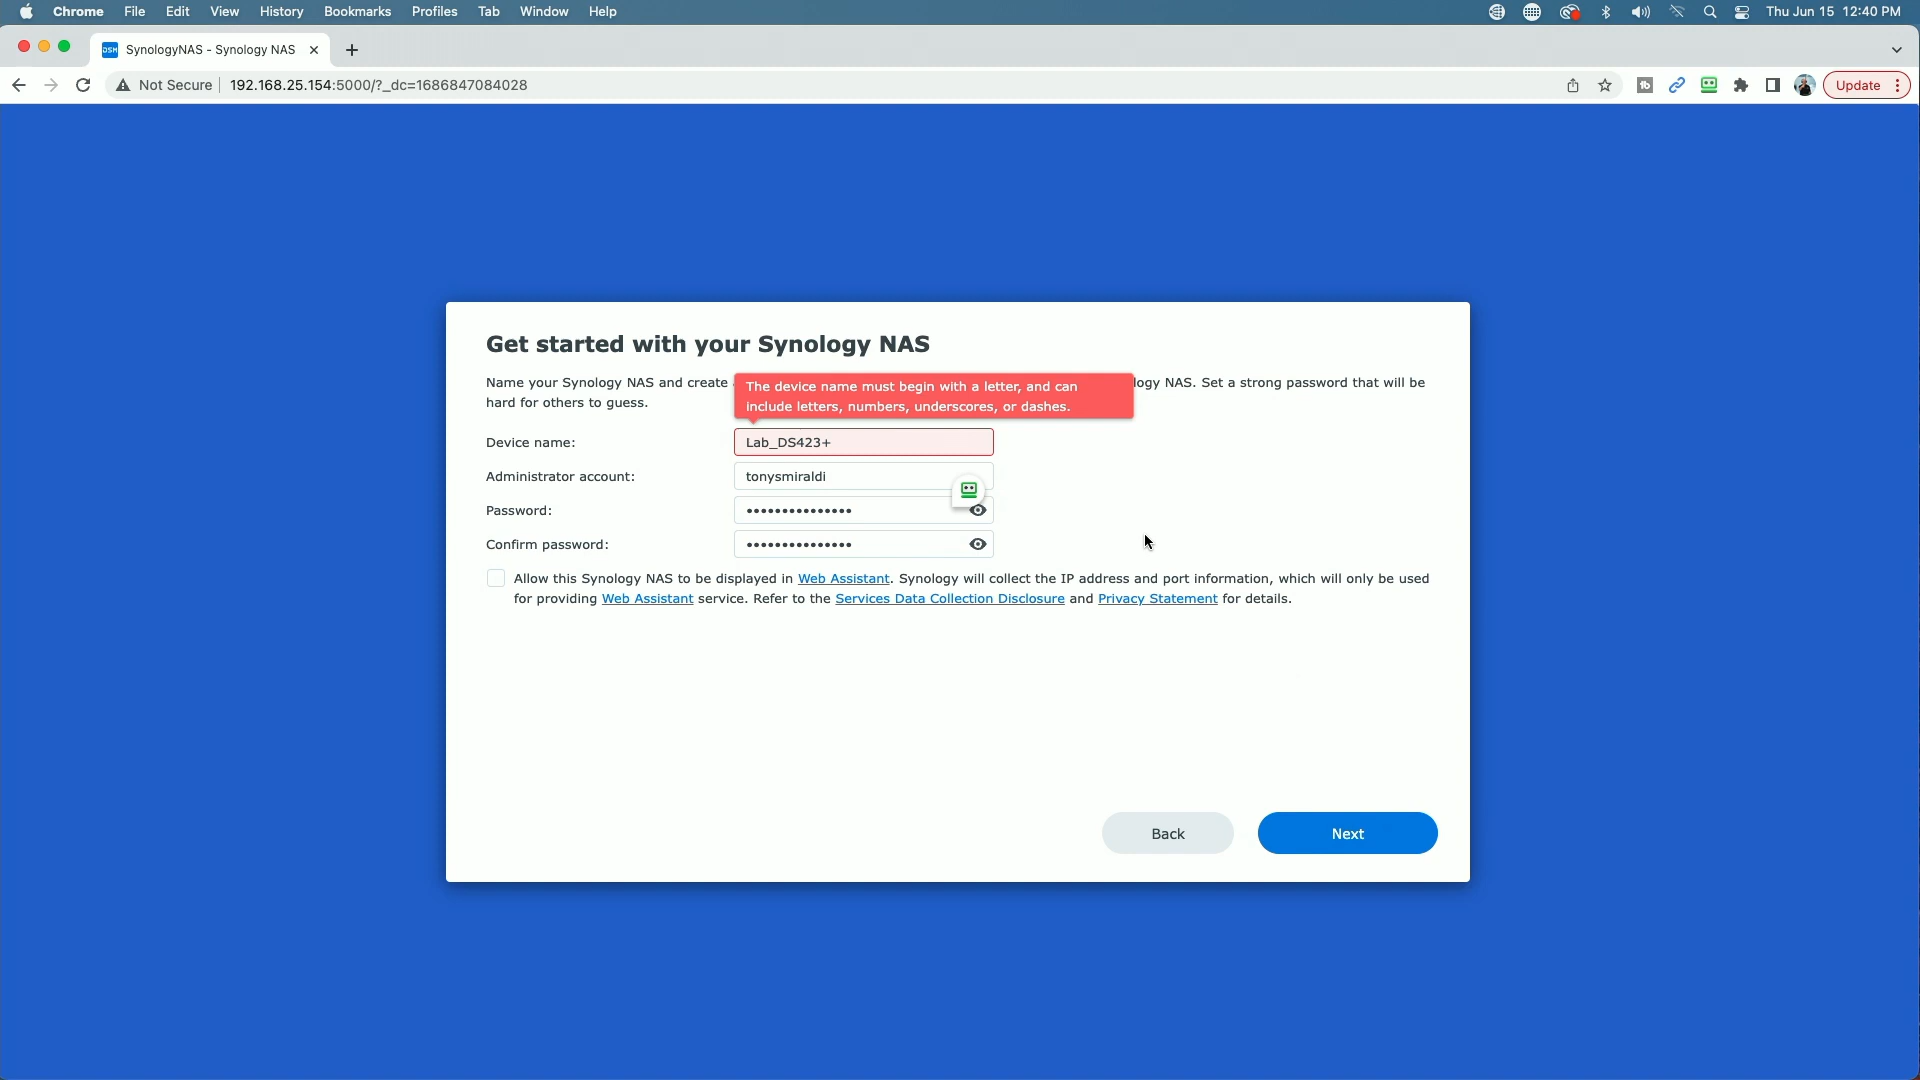 Chrome File Edit View History Bookmarks Profiles Tab Window Help Thu Jun 15 12:40 PM
DSM SynologyNAS - Synology NAS
Not Secure 192.168.25.154:5000/?_dc=1686847084028 Update
Get started with your Synology NAS
Name your Synology NAS and create logy NAS. Set a strong password that will be
hard for others to guess.
The device name must begin with a letter, and can
include letters, numbers, underscores, or dashes.
Device name: Lab_DS423+
Administrator account: tonysmiraldi
Password: •••••••••••••••
Confirm password: •••••••••••••••
Allow this Synology NAS to be displayed in Web Assistant. Synology will collect the IP address and port information, which will only be used
for providing Web Assistant service. Refer to the Services Data Collection Disclosure and Privacy Statement for details.
Back Next